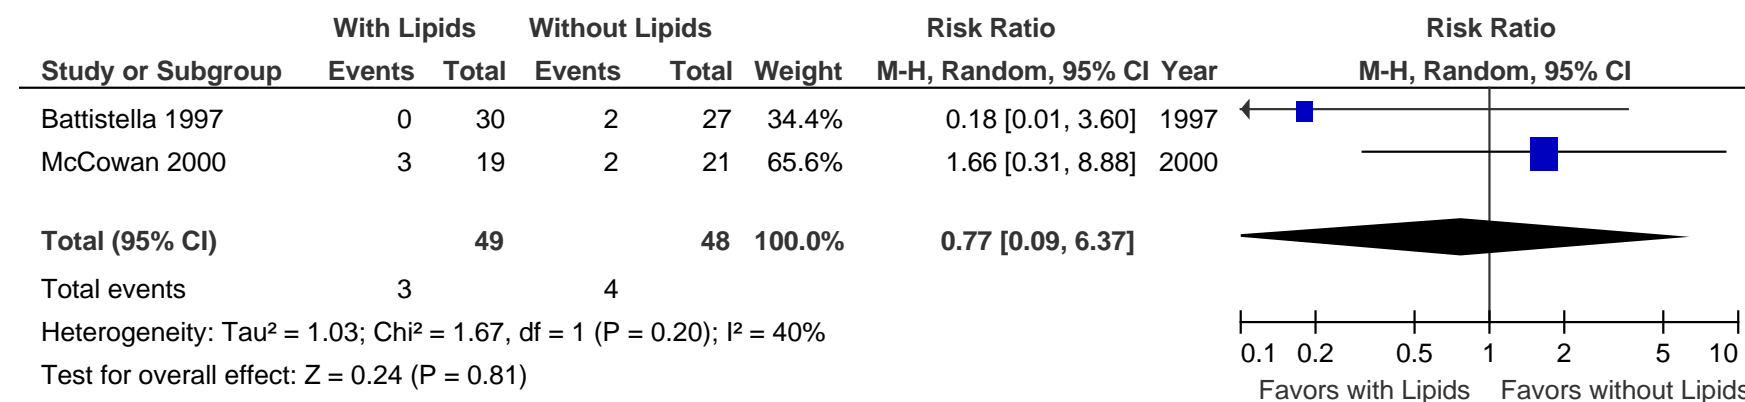 With Lipids Without Lipids Risk Ratio Risk Ratio
Study or Subgroup Events Total Events Total Weight M-H, Random, 95% CI Year M-H, Random, 95% CI
Battistella 1997 0 30 2 27 34.4% 0.18 [0.01, 3.60] 1997
McCowan 2000 3 19 2 21 65.6% 1.66 [0.31, 8.88] 2000
Total (95% CI) 49 48 100.0% 0.77 [0.09, 6.37]
Total events 3 4
Heterogeneity: Tau² = 1.03; Chi² = 1.67, df = 1 (P = 0.20); I² = 40%
0.1 0.2 0.5 1 2 5 10
Test for overall effect: Z = 0.24 (P = 0.81)
Favors with Lipids Favors without Lipids